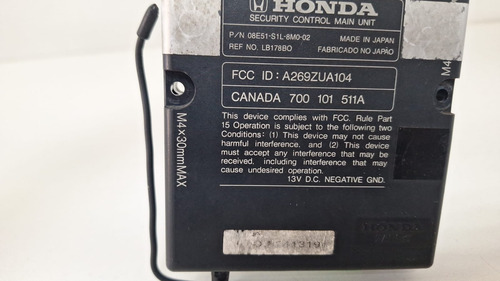 HONDA
SECURITY CONTROL MAIN UNIT
P/N 08E51-S1L-8M0-02 MADE IN JAPAN
REF NO. LB178BO FABRICADO NO JAPÃO
FCC ID : A269ZUA104
CANADA 700 101 511A
This device complies with FCC. Rule Part
15 Operation is subject to the following two
Conditions: (1) This device may not cause
harmful interference, and (2) This device
must accept any interference that may be
received, including interference that may
cause undesired operation.
13V D.C. NEGATIVE GND.
M4×30mmMAX
M4
HONDA